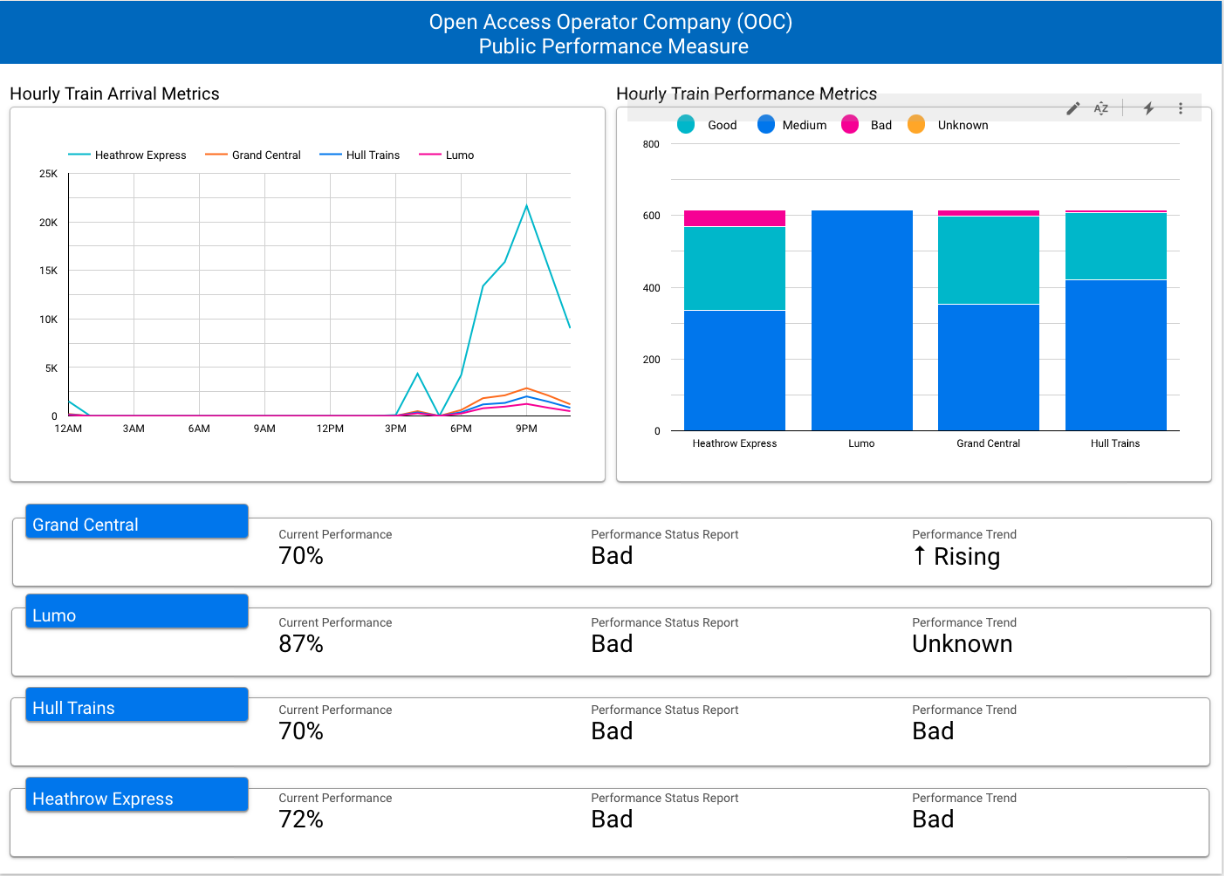 Open Access Operator Company (OOC)
Public Performance Measure
Hourly Train Arrival Metrics
Heathrow Express Grand Central Hull Trains Lumo
25K
20K
15K
10K
5K
0
12AM 3AM 6AM 9AM 12PM 3PM 6PM 9PM
Hourly Train Performance Metrics
AZ
Good Medium Bad Unknown
800
600
400
200
0
Heathrow Express Lumo Grand Central Hull Trains
Grand Central
Current Performance Performance Status Report Performance Trend
70% Bad ↑ Rising
Lumo
Current Performance Performance Status Report Performance Trend
87% Bad Unknown
Hull Trains
Current Performance Performance Status Report Performance Trend
70% Bad Bad
Heathrow Express
Current Performance Performance Status Report Performance Trend
72% Bad Bad